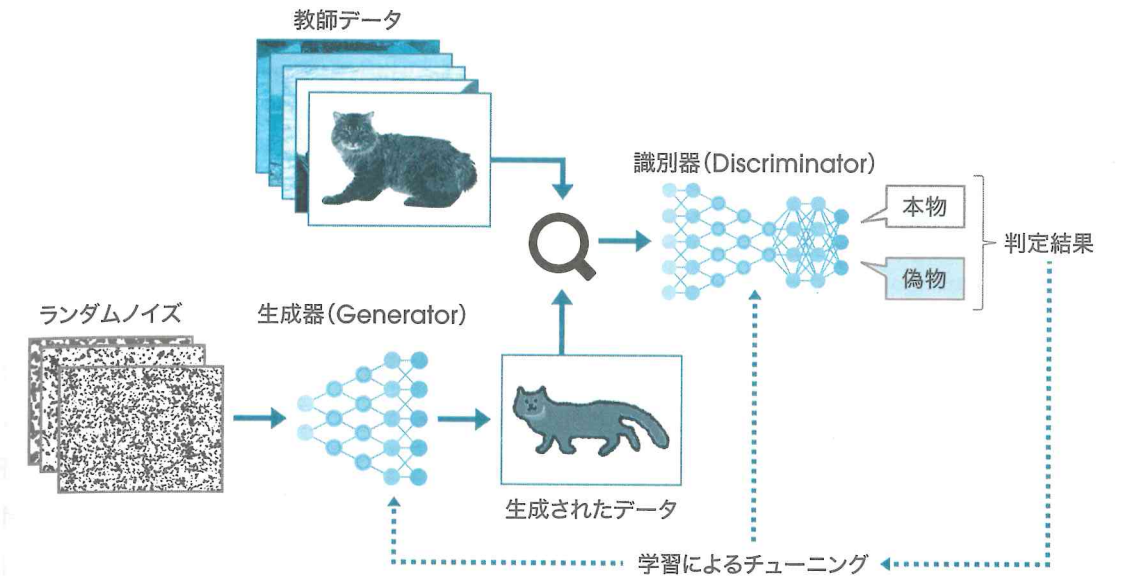 教師データ
識別器(Discriminator)
本物
判定結果
偽物
ランダムノイズ
生成器(Generator)
生成されたデータ
学習によるチューニング